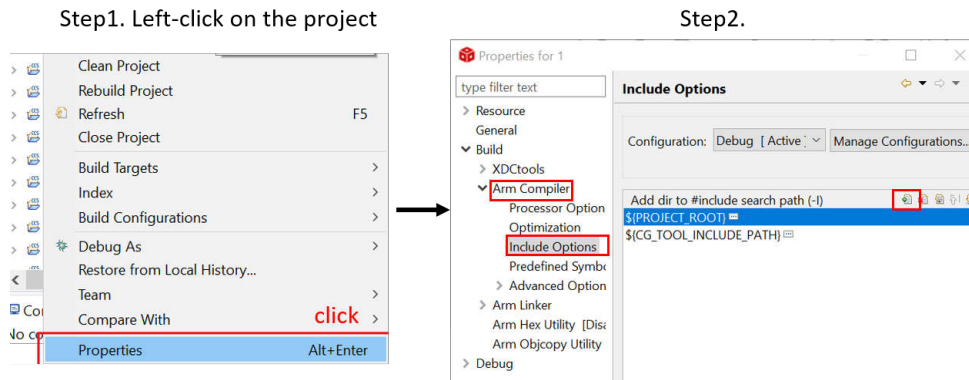 Step1. Left-click on the project
Step2.
Clean Project
Rebuild Project
Refresh F5
Close Project
Build Targets
Index
Build Configurations
Debug As
Restore from Local History...
Team
Compare With
click
Properties Alt+Enter
Properties for 1
type filter text
Resource
General
Build
XDCtools
Arm Compiler
Processor Option
Optimization
Include Options
Predefined Symb
Advanced Option
Arm Linker
Arm Hex Utility [Disa
Arm Objcopy Utility
Debug
Include Options
Configuration: Debug [ Active ] Manage Configurations...
Add dir to #include search path (-I)
${PROJECT_ROOT}
${CG_TOOL_INCLUDE_PATH}